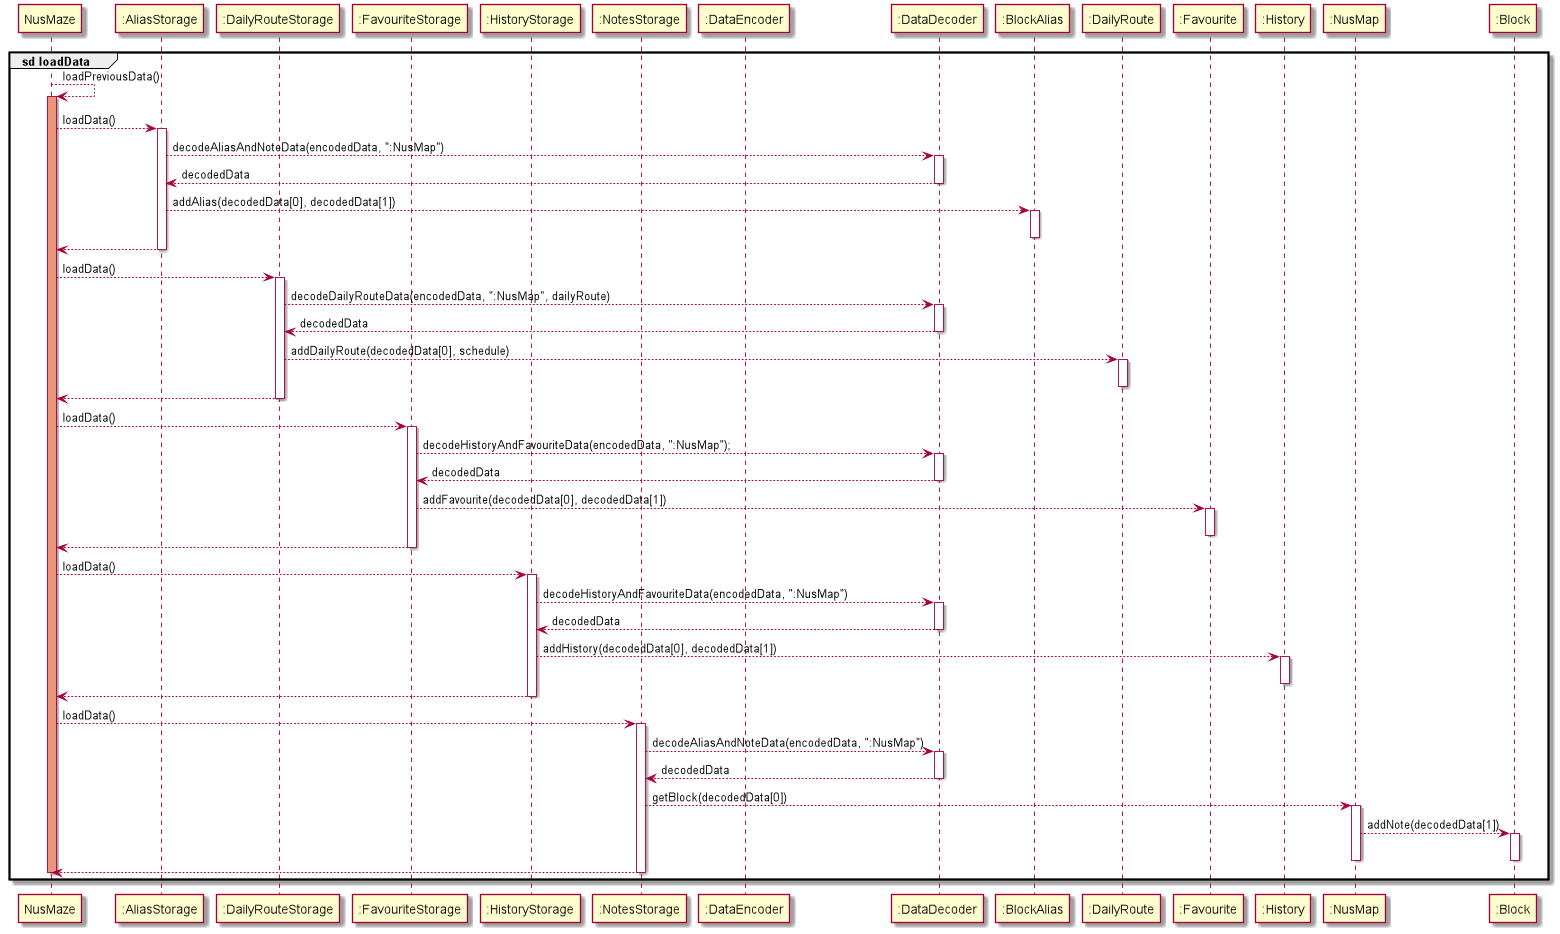 NusMaze :AliasStorage :DailyRouteStorage :FavouriteStorage :HistoryStorage :NotesStorage :DataEncoder :DataDecoder :BlockAlias :DailyRoute :Favourite :History :NusMap :Block
sd loadData
loadPreviousData()
loadData()
decodeAliasAndNoteData(encodedData, ":NusMap")
decodedData
addAlias(decodedData[0], decodedData[1])
loadData()
decodeDailyRouteData(encodedData, ":NusMap", dailyRoute)
decodedData
addDailyRoute(decodedData[0], schedule)
loadData()
decodeHistoryAndFavouriteData(encodedData, ":NusMap");
decodedData
addFavourite(decodedData[0], decodedData[1])
loadData()
decodeHistoryAndFavouriteData(encodedData, ":NusMap")
decodedData
addHistory(decodedData[0], decodedData[1])
loadData()
decodeAliasAndNoteData(encodedData, ":NusMap")
decodedData
getBlock(decodedData[0])
addNote(decodedData[1])
NusMaze :AliasStorage :DailyRouteStorage :FavouriteStorage :HistoryStorage :NotesStorage :DataEncoder :DataDecoder :BlockAlias :DailyRoute :Favourite :History :NusMap :Block